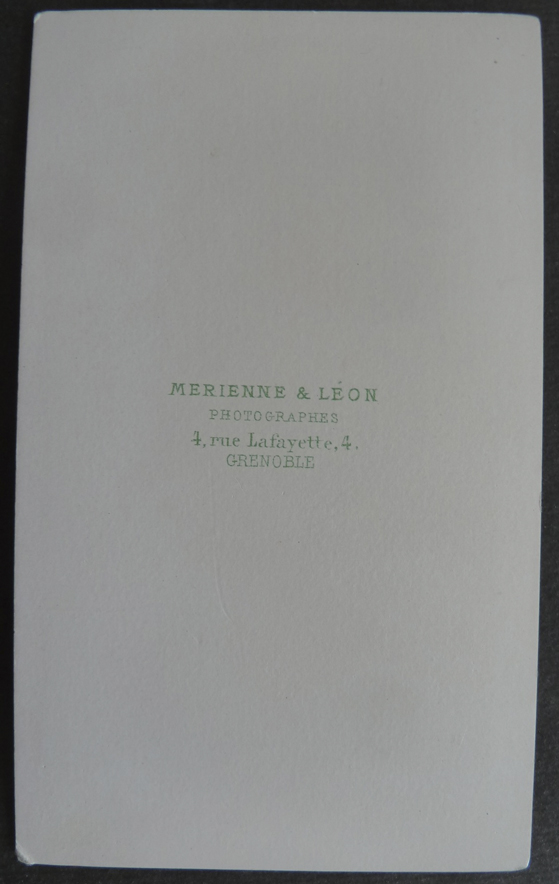 MERIENNE & LÉON
PHOTOGRAPHES
4, rue Lafayette, 4.
GRENOBLE